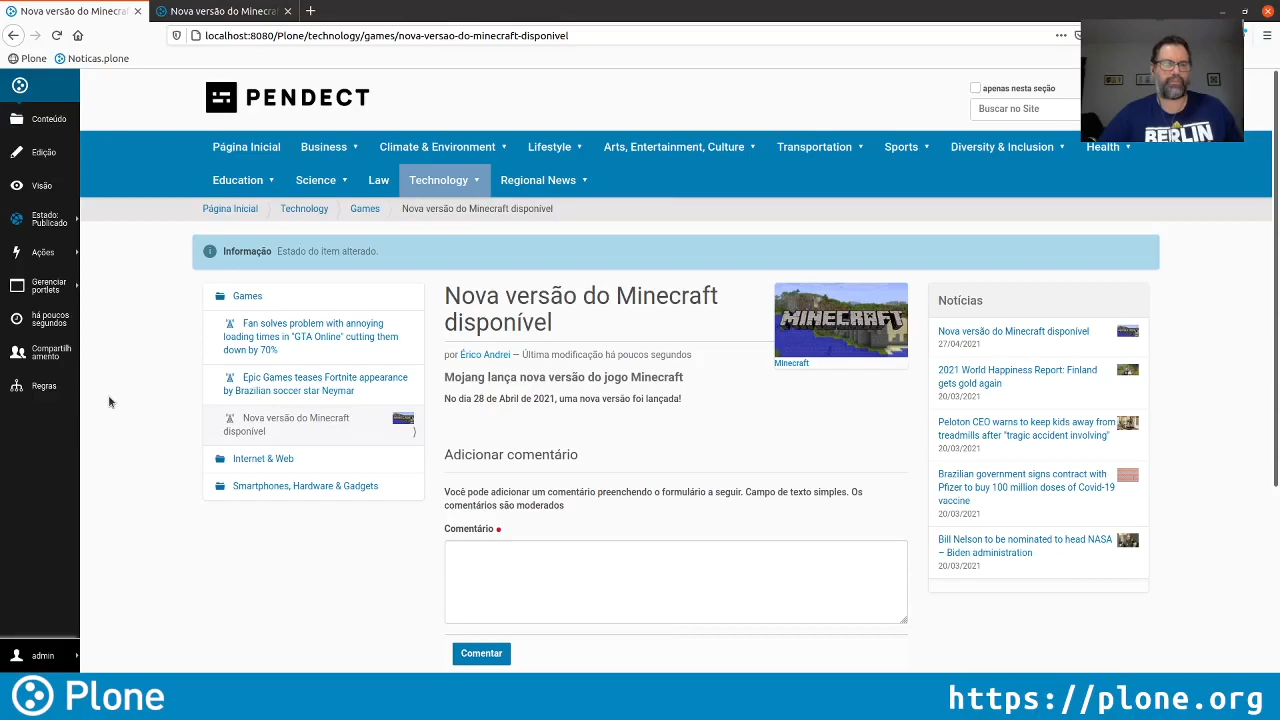 Nova versão do Minecraf
Nova versão do Minecraf
localhost:8080/Plone/technology/games/nova-versao-do-minecraft-disponivel
Plone
Noticas.plone
PENDECT
apenas nesta seção
Buscar no Site
BERLIN
Página Inicial
Business
Climate & Environment
Lifestyle
Arts, Entertainment, Culture
Transportation
Sports
Diversity & Inclusion
Health
Education
Science
Law
Technology
Regional News
Página Inicial
Technology
Games
Nova versão do Minecraft disponível
Conteúdo
Edição
Visão
Estado:
Publicado
Ações
Gerenciar
portlets
há poucos
segundos
Compartilh
amento
Regras
admin
Informação Estado do item alterado.
Games
Fan solves problem with annoying
loading times in "GTA Online" cutting them
down by 70%
Epic Games teases Fortnite appearance
by Brazilian soccer star Neymar
Nova versão do Minecraft
disponível
)
Internet & Web
Smartphones, Hardware & Gadgets
Nova versão do Minecraft
disponível
por Érico Andrei — Última modificação há poucos segundos
Mojang lança nova versão do jogo Minecraft
No dia 28 de Abril de 2021, uma nova versão foi lançada!
MINECRAFT
Minecraft
Adicionar comentário
Você pode adicionar um comentário preenchendo o formulário a seguir. Campo de texto simples. Os
comentários são moderados
Comentário
Comentar
Notícias
Nova versão do Minecraft disponível
27/04/2021
2021 World Happiness Report: Finland
gets gold again
20/03/2021
Peloton CEO warns to keep kids away from
treadmills after "tragic accident involving"
20/03/2021
Brazilian government signs contract with
Pfizer to buy 100 million doses of Covid-19
vaccine
20/03/2021
Bill Nelson to be nominated to head NASA
– Biden administration
20/03/2021
Plone
https://plone.org